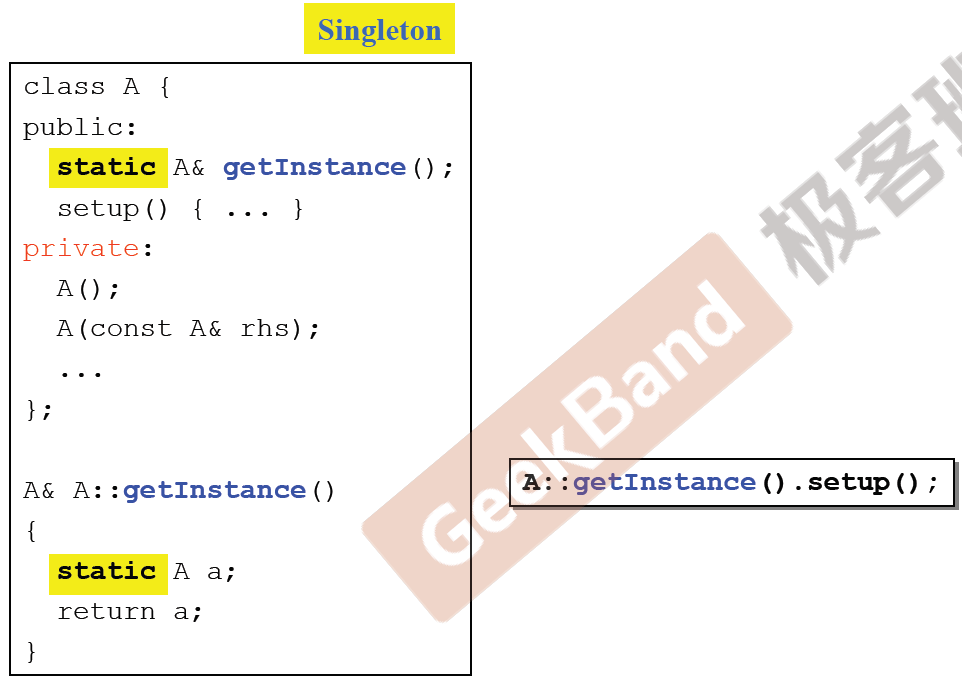 Singleton
class A {
public:
static A& getInstance();
setup() { ... }
private:
A();
A(const A& rhs);
...
};
A& A::getInstance()
{
static A a;
return a;
}
A::getInstance().setup();
GeekBand
极客班